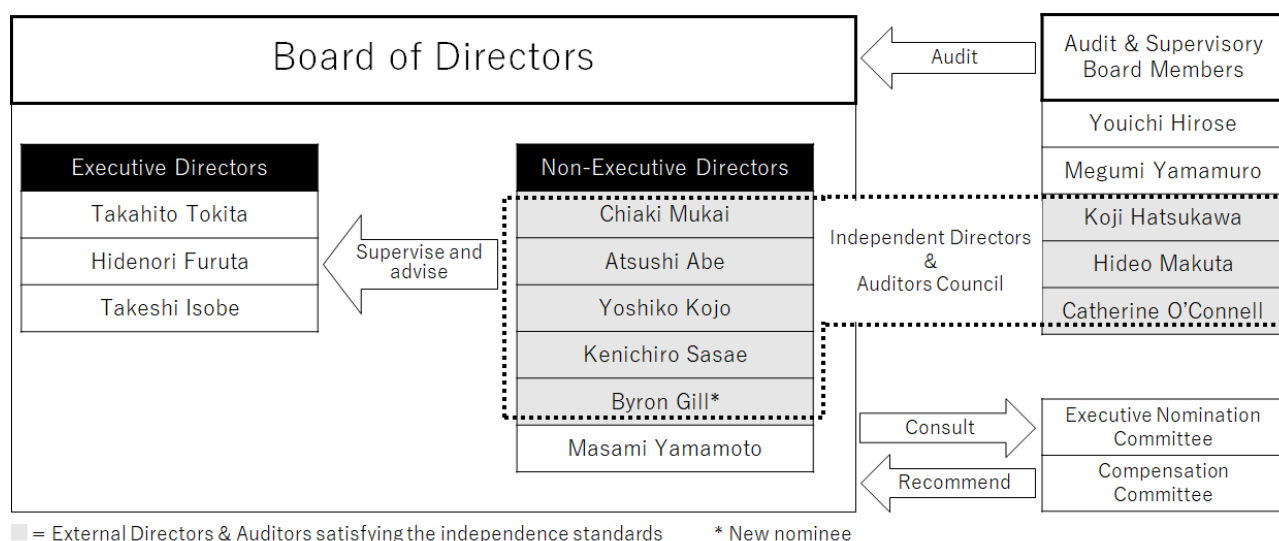 Board of Directors
Audit
Audit & Supervisory
Board Members
Youichi Hirose
Megumi Yamamuro
Koji Hatsukawa
Hideo Makuta
Catherine O’Connell
Executive Directors
Takahito Tokita
Hidenori Furuta
Takeshi Isobe
Supervise and
advise
Non-Executive Directors
Chiaki Mukai
Atsushi Abe
Yoshiko Kojo
Kenichiro Sasae
Byron Gill*
Masami Yamamoto
Independent Directors
&
Auditors Council
Consult
Recommend
Executive Nomination
Committee
Compensation
Committee
= External Directors & Auditors satisfying the independence standards
* New nominee